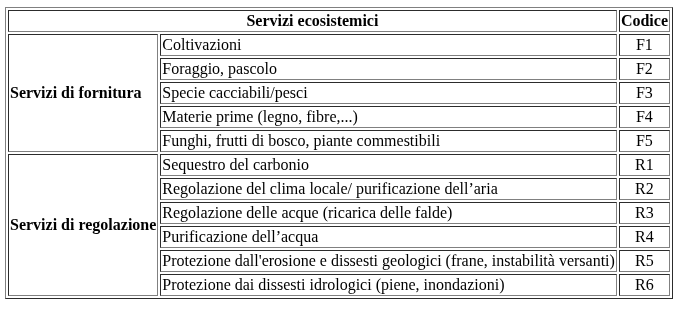 Servizi ecosistemici Codice
Servizi di fornitura
Coltivazioni F1
Foraggio, pascolo F2
Specie cacciabili/pesci F3
Materie prime (legno, fibre,...) F4
Funghi, frutti di bosco, piante commestibili F5
Servizi di regolazione
Sequestro del carbonio R1
Regolazione del clima locale/ purificazione dell’aria R2
Regolazione delle acque (ricarica delle falde) R3
Purificazione dell’acqua R4
Protezione dall'erosione e dissesti geologici (frane, instabilità versanti) R5
Protezione dai dissesti idrologici (piene, inondazioni) R6